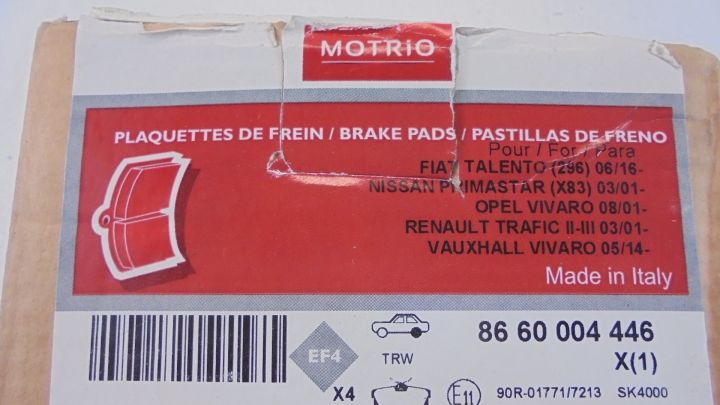 MOTRIO
PLAQUETTES DE FREIN / BRAKE PADS / PASTILLAS DE FRENO
Pour / For / Para
FIAT TALENTO (296) 06/16-
NISSAN PRIMASTAR (X83) 03/01-
OPEL VIVARO 08/01-
RENAULT TRAFIC II-III 03/01-
VAUXHALL VIVARO 05/14-
Made in Italy
86 60 004 446
EF4
TRW
X(1)
X4
E11
90R-01771/7213 SK4000